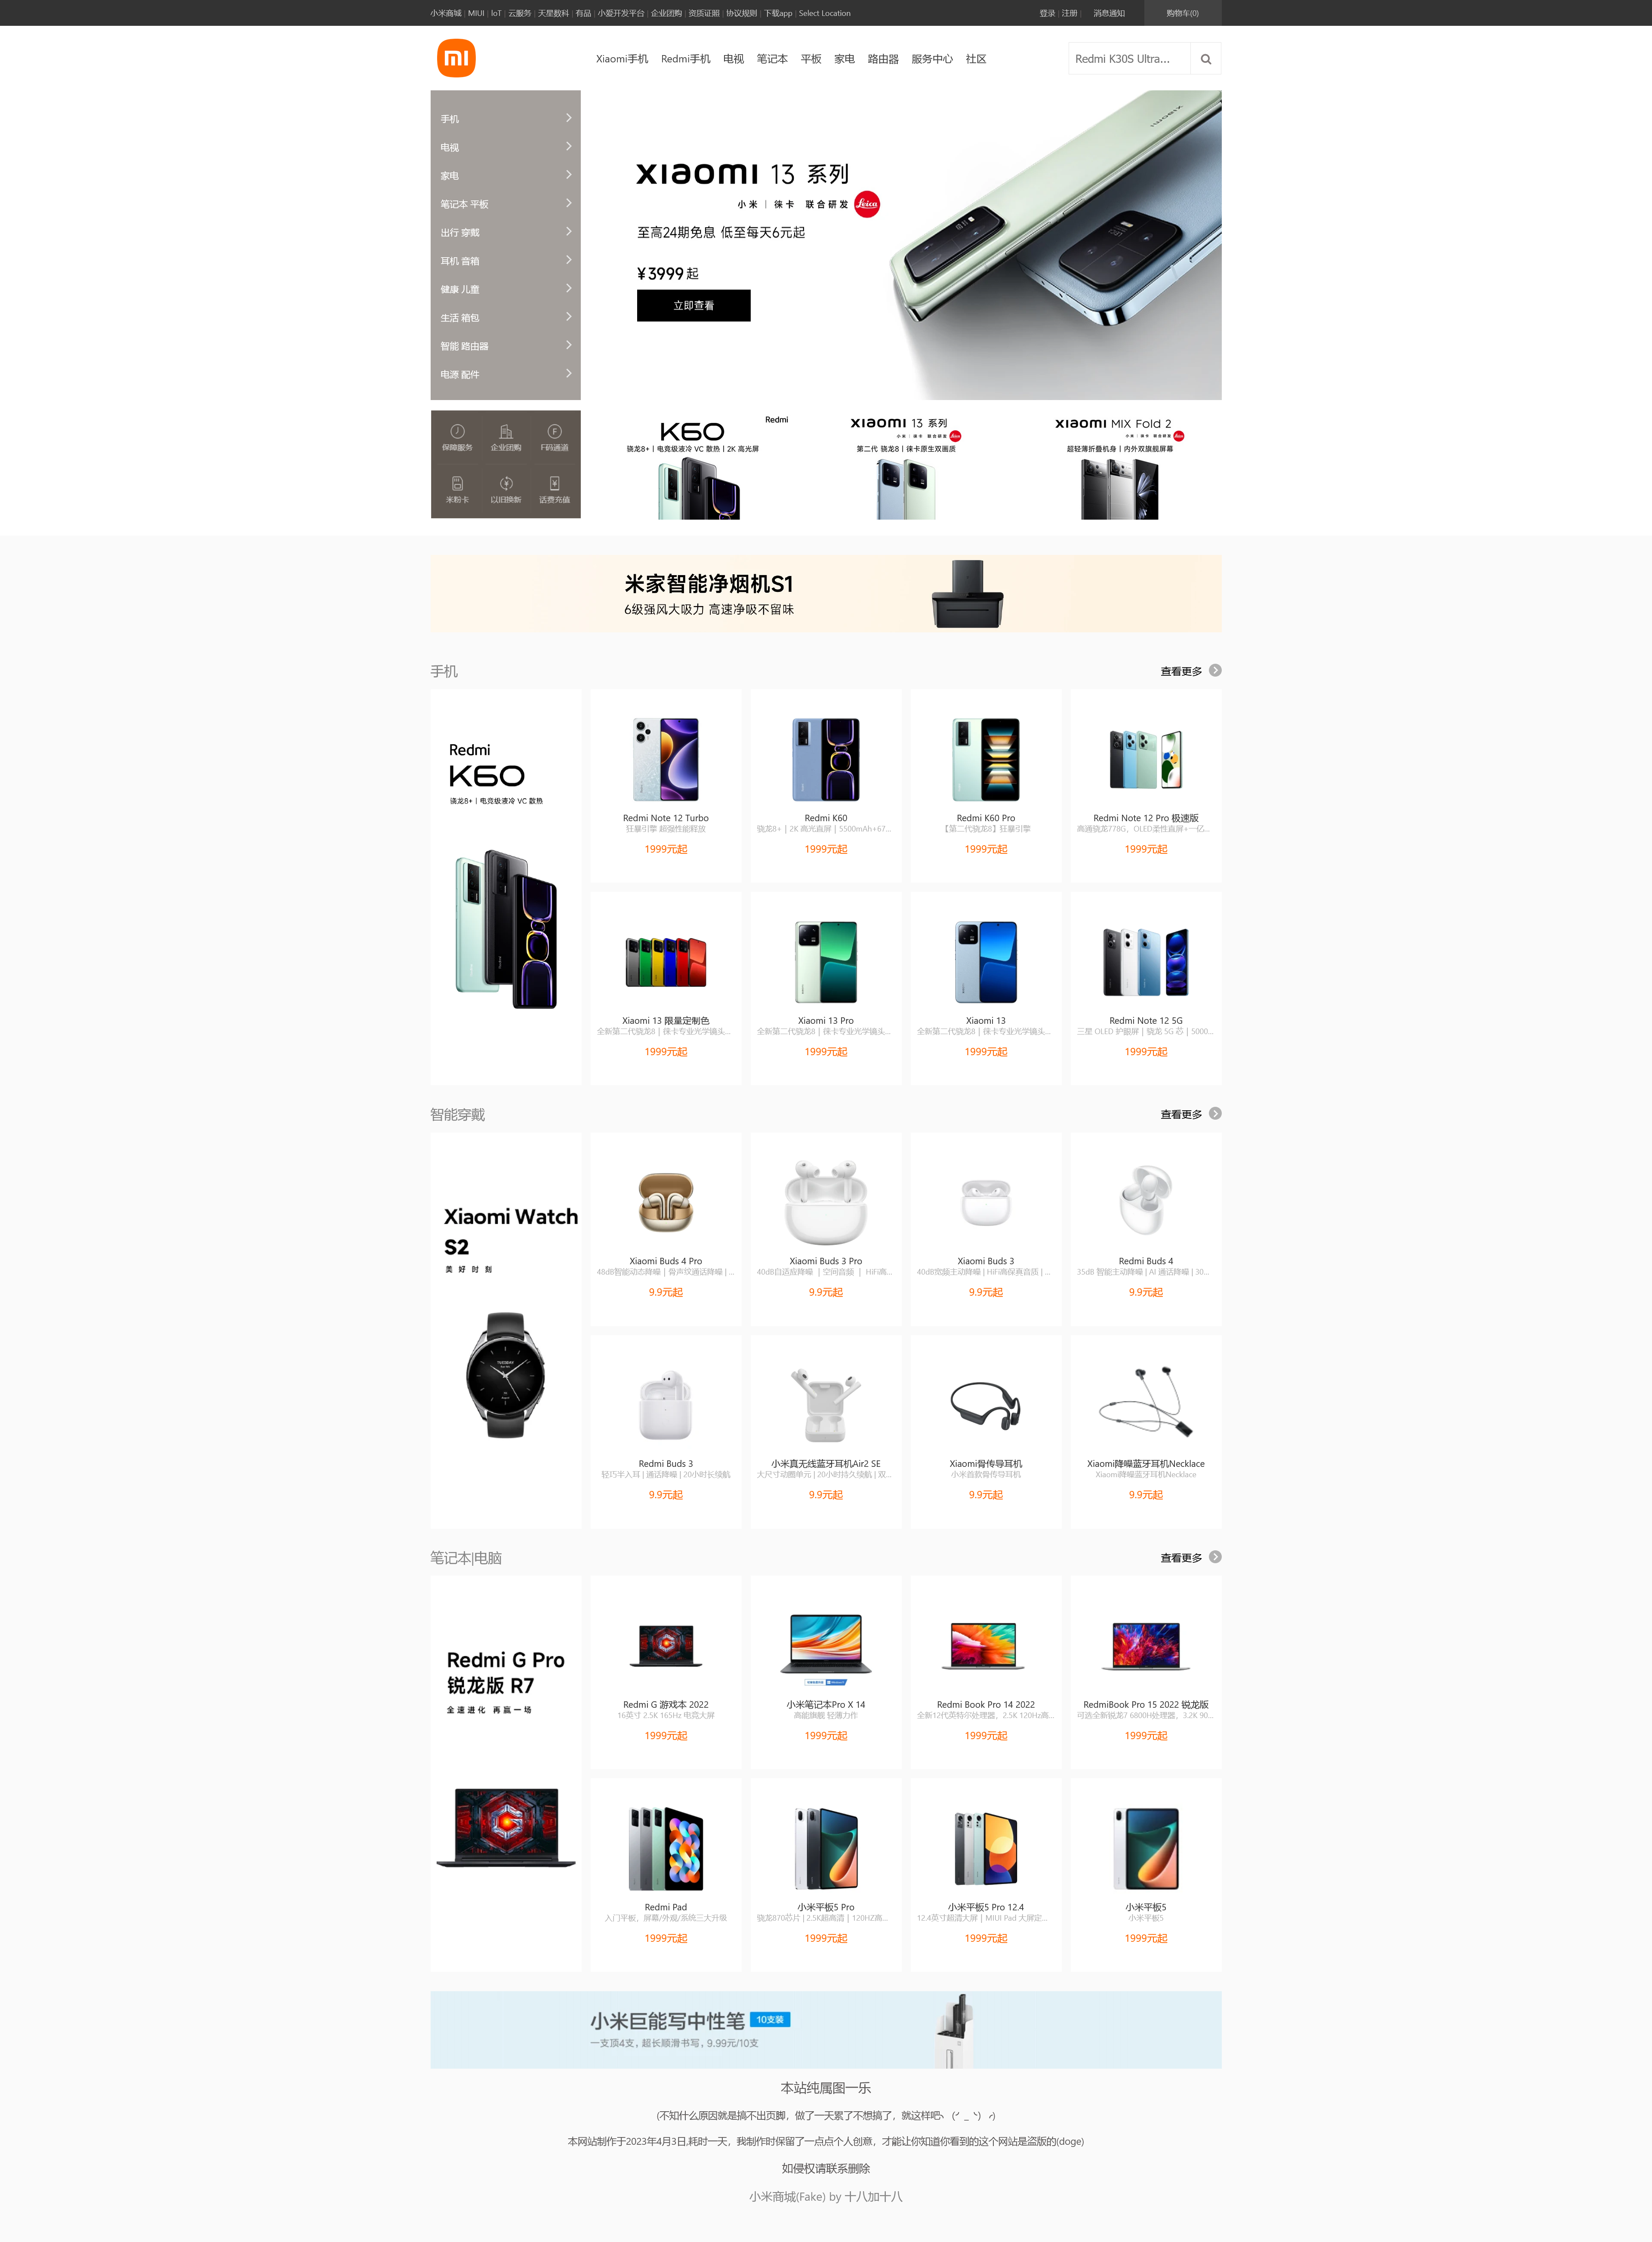 小米商城 | MIUI | IoT | 云服务 | 天星数科 | 有品 | 小爱开发平台 | 企业团购 | 资质证照 | 协议规则 | 下载app | Select Location
登录 | 注册 | 消息通知 购物车(0)
Xiaomi手机 Redmi手机 电视 笔记本 平板 家电 路由器 服务中心 社区
Redmi K30S Ultra...
手机
电视
家电
笔记本 平板
出行 穿戴
耳机 音箱
健康 儿童
生活 箱包
智能 路由器
电源 配件
xiaomi 13 系列
小米 | 徕卡 联合研发 Leica
至高24期免息 低至每天6元起
¥3999起
立即查看
保障服务 企业团购 F码通道
米粉卡 以旧换新 话费充值
Redmi
K60
骁龙8+ | 电竞级液冷 VC 散热 | 2K 高光屏
xiaomi 13 系列
小米 | 徕卡 联合研发
第二代 骁龙8 | 徕卡原生双画质
xiaomi MIX Fold 2
小米 | 徕卡 联合研发
超轻薄折叠机身 | 内外双旗舰屏幕
米家智能净烟机S1
6级强风大吸力 高速净吸不留味
手机
查看更多
Redmi
K60
骁龙8+ | 电竞级液冷 VC 散热
Redmi Note 12 Turbo
狂暴引擎 超强性能释放
1999元起
Redmi K60
骁龙8+ | 2K 高光直屏 | 5500mAh+67...
1999元起
Redmi K60 Pro
【第二代骁龙8】狂暴引擎
1999元起
Redmi Note 12 Pro 极速版
高通骁龙778G，OLED柔性直屏+一亿...
1999元起
Xiaomi 13 限量定制色
全新第二代骁龙8 | 徕卡专业光学镜头...
1999元起
Xiaomi 13 Pro
全新第二代骁龙8 | 徕卡专业光学镜头...
1999元起
Xiaomi 13
全新第二代骁龙8 | 徕卡专业光学镜头...
1999元起
Redmi Note 12 5G
三星 OLED 护眼屏 | 骁龙 5G 芯 | 5000...
1999元起
智能穿戴
查看更多
Xiaomi Watch
S2
美好时刻
Xiaomi Buds 4 Pro
48dB智能动态降噪 | 骨声纹通话降噪 | ...
9.9元起
Xiaomi Buds 3 Pro
40dB自适应降噪 | 空间音频 | HiFi高...
9.9元起
Xiaomi Buds 3
40dB宽频主动降噪 | HiFi高保真音质 | ...
9.9元起
Redmi Buds 4
35dB 智能主动降噪 | AI 通话降噪 | 30...
9.9元起
Redmi Buds 3
轻巧半入耳 | 通话降噪 | 20小时长续航
9.9元起
小米真无线蓝牙耳机Air2 SE
大尺寸动圈单元 | 20小时持久续航 | 双...
9.9元起
Xiaomi骨传导耳机
小米首款骨传导耳机
9.9元起
Xiaomi降噪蓝牙耳机Necklace
Xiaomi降噪蓝牙耳机Necklace
9.9元起
笔记本|电脑
查看更多
Redmi G Pro
锐龙版 R7
全速进化 再赢一场
Redmi G 游戏本 2022
16英寸 2.5K 165Hz 电竞大屏
1999元起
小米笔记本Pro X 14
高能旗舰 轻薄力作
1999元起
Redmi Book Pro 14 2022
全新12代英特尔处理器，2.5K 120Hz高...
1999元起
RedmiBook Pro 15 2022 锐龙版
可选全新锐龙7 6800H处理器，3.2K 90...
1999元起
Redmi Pad
入门平板，屏幕/外观/系统三大升级
1999元起
小米平板5 Pro
骁龙870芯片 | 2.5K超高清 | 120HZ高...
1999元起
小米平板5 Pro 12.4
12.4英寸超清大屏 | MIUI Pad 大屏定...
1999元起
小米平板5
小米平板5
1999元起
小米巨能写中性笔 10支装
一支顶4支，超长顺滑书写，9.99元/10支
本站纯属图一乐
(不知什么原因就是搞不出页脚，做了一天累了不想搞了，就这样吧ヽ(ˊ_ˋ)ノ)
本网站制作于2023年4月3日,耗时一天，我制作时保留了一点点个人创意，才能让你知道你看到的这个网站是盗版的(doge)
如侵权请联系删除
小米商城(Fake) by 十八加十八